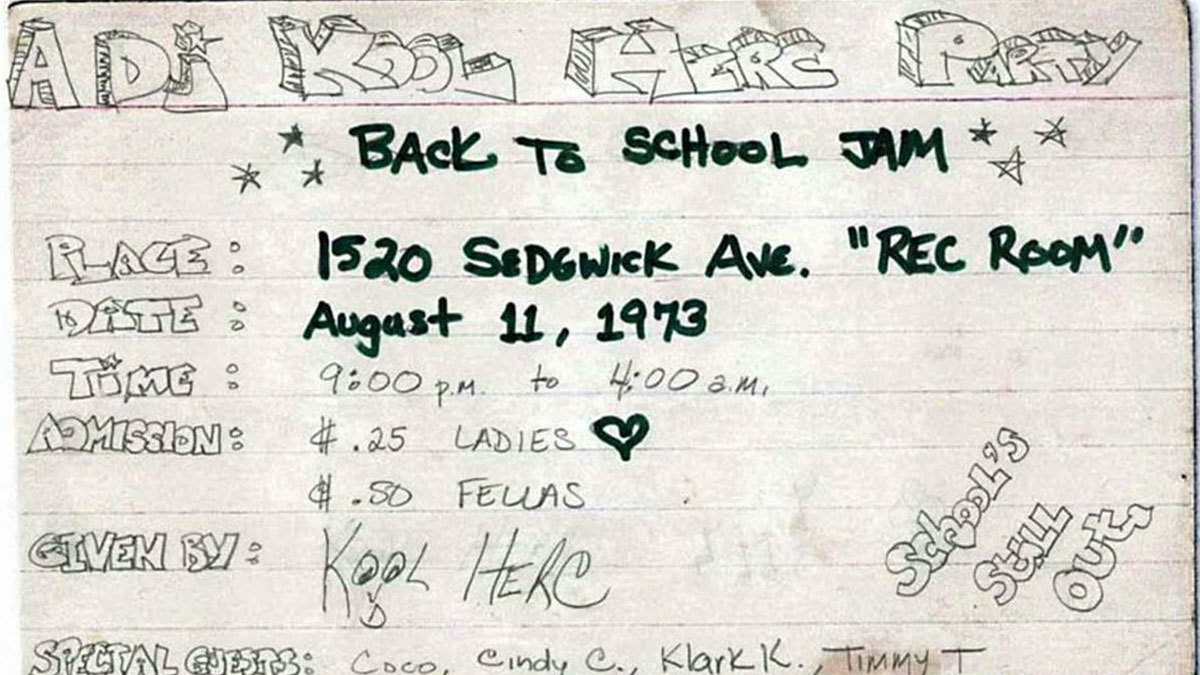 A DJ KOOL HERC PARTY
BACK TO SCHOOL JAM
PLACE: 1520 SEDGWICK AVE. "REC ROOM"
DATE: August 11, 1973
TIME: 9:00 p.m. to 4:00 a.m.
ADMISSION: $.25 LADIES
$.50 FELLAS
GIVEN BY: KOOL HERC
SCHOOL'S
STILL
OUT.
SPECIAL GUESTS: Coco, Cindy C., Klark K., Timmy T